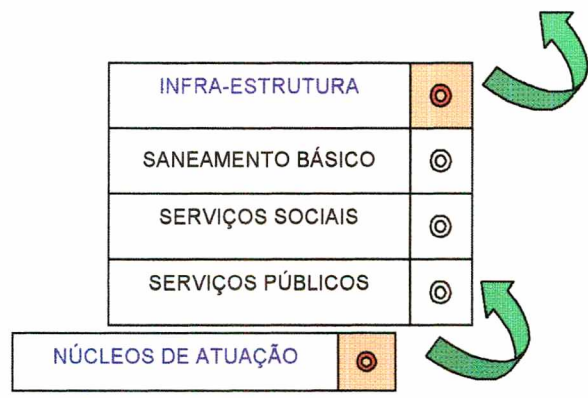 INFRA-ESTRUTURA
SANEAMENTO BÁSICO
SERVIÇOS SOCIAIS
SERVIÇOS PÚBLICOS
NÚCLEOS DE ATUAÇÃO